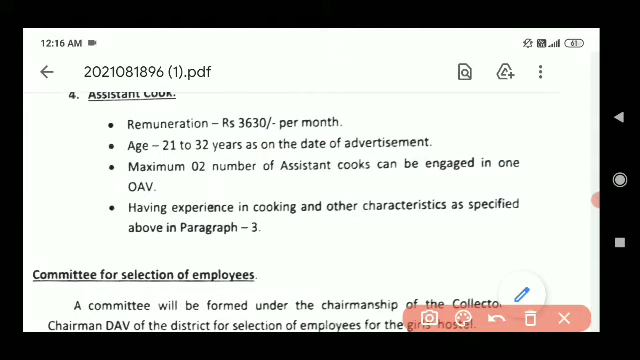 12:16 AM
61
2021081896 (1).pdf
4. Assistant Cook.
• Remuneration – Rs 3630/- per month.
• Age – 21 to 32 years as on the date of advertisement.
• Maximum 02 number of Assistant cooks can be engaged in one
OAV.
• Having experience in cooking and other characteristics as specified
above in Paragraph – 3.
Committee for selection of employees.
A committee will be formed under the chairmanship of the
Chairman DAV of the district for selection of employees for the girls' hostel.